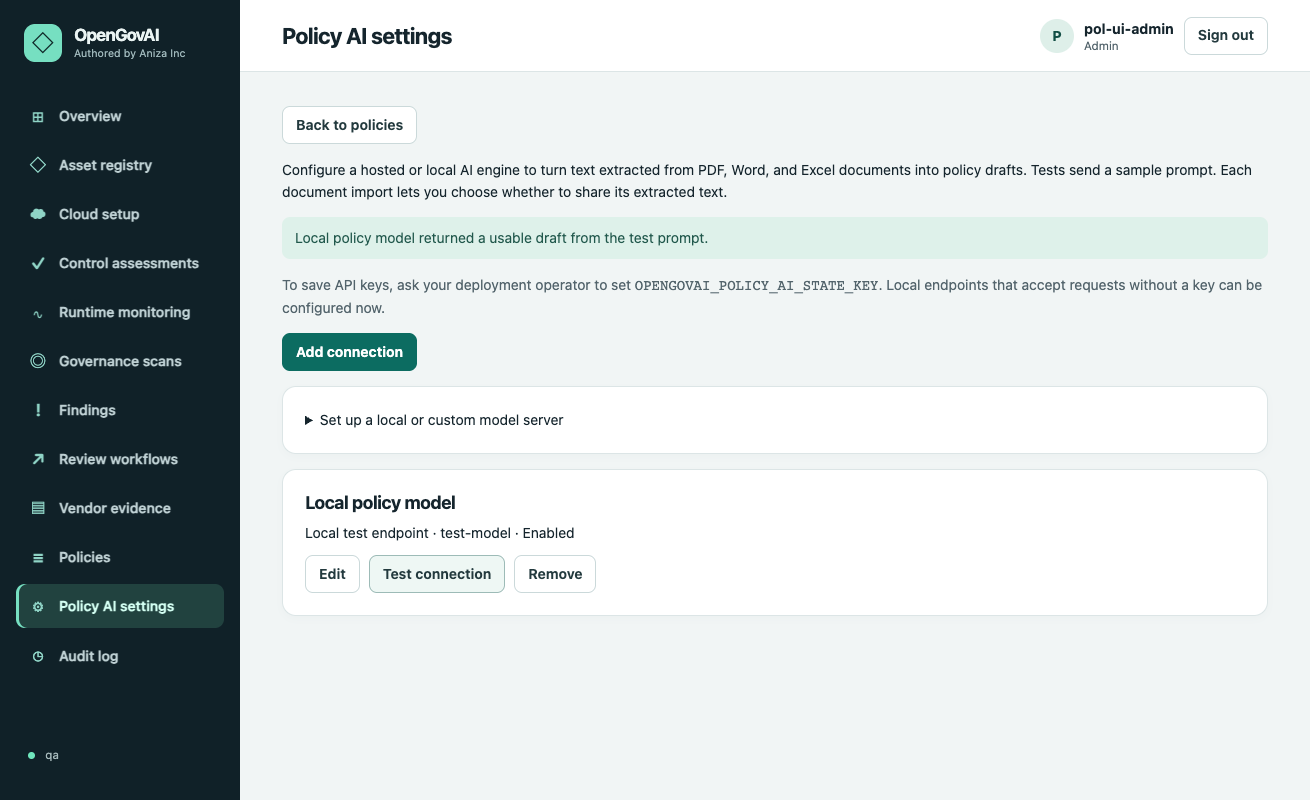 OpenGovAI
Authored by Aniza Inc
Overview
Asset registry
Cloud setup
Control assessments
Runtime monitoring
Governance scans
Findings
Review workflows
Vendor evidence
Policies
Policy AI settings
Audit log
qa
Policy AI settings
P
pol-ui-admin
Admin
Sign out
Back to policies
Configure a hosted or local AI engine to turn text extracted from PDF, Word, and Excel documents into policy drafts. Tests send a sample prompt. Each
document import lets you choose whether to share its extracted text.
Local policy model returned a usable draft from the test prompt.
To save API keys, ask your deployment operator to set OPENGOVAI_POLICY_AI_STATE_KEY. Local endpoints that accept requests without a key can be
configured now.
Add connection
Set up a local or custom model server
Local policy model
Local test endpoint · test-model · Enabled
Edit
Test connection
Remove